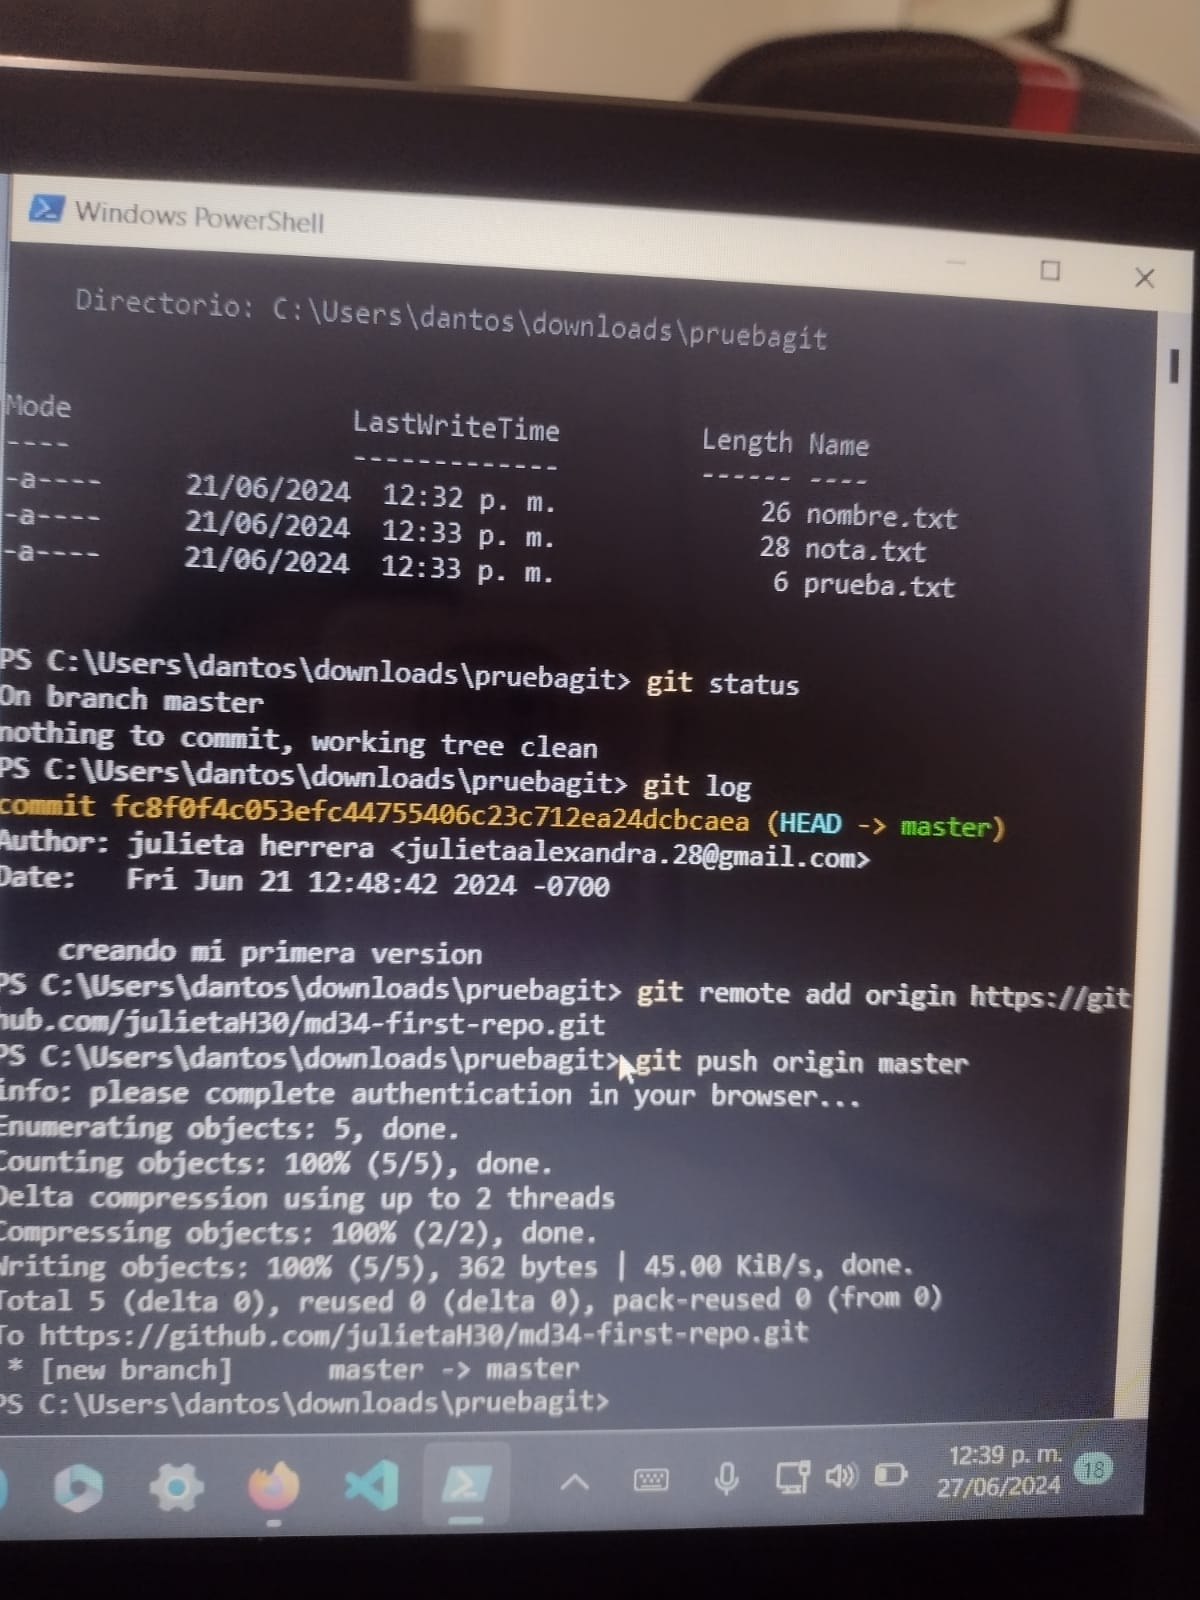 Windows PowerShell
Directorio: C:\Users\dantos\downloads\pruebagit
Mode LastWriteTime Length Name
---- ------------- ------ ----
-a---- 21/06/2024 12:32 p. m. 26 nombre.txt
-a---- 21/06/2024 12:33 p. m. 28 nota.txt
-a---- 21/06/2024 12:33 p. m. 6 prueba.txt
PS C:\Users\dantos\downloads\pruebagit> git status
On branch master
nothing to commit, working tree clean
PS C:\Users\dantos\downloads\pruebagit> git log
commit fc8f0f4c053efc44755406c23c712ea24dcbcaea (HEAD -> master)
Author: julieta herrera <julietaalexandra.28@gmail.com>
Date: Fri Jun 21 12:48:42 2024 -0700
creando mi primera version
PS C:\Users\dantos\downloads\pruebagit> git remote add origin https://git
hub.com/julietaH30/md34-first-repo.git
PS C:\Users\dantos\downloads\pruebagit> git push origin master
info: please complete authentication in your browser...
Enumerating objects: 5, done.
Counting objects: 100% (5/5), done.
Delta compression using up to 2 threads
Compressing objects: 100% (2/2), done.
Writing objects: 100% (5/5), 362 bytes | 45.00 KiB/s, done.
Total 5 (delta 0), reused 0 (delta 0), pack-reused 0 (from 0)
To https://github.com/julietaH30/md34-first-repo.git
* [new branch] master -> master
PS C:\Users\dantos\downloads\pruebagit>
12:39 p. m.
27/06/2024
18